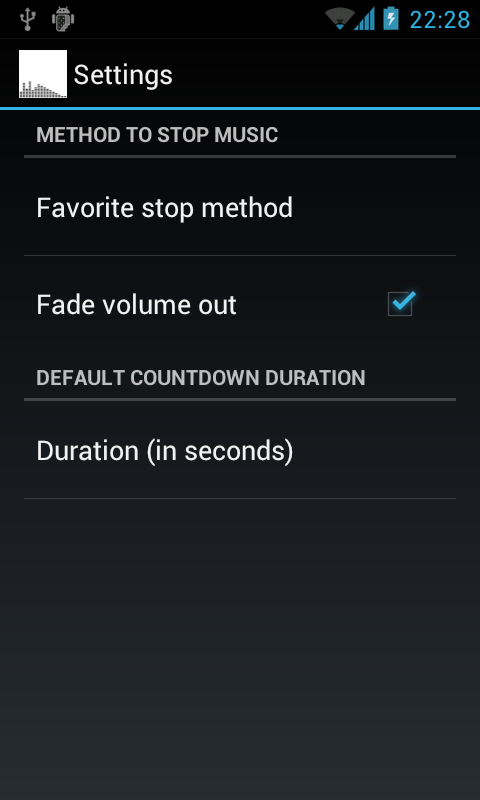 22:28
Settings
METHOD TO STOP MUSIC
Favorite stop method
Fade volume out
DEFAULT COUNTDOWN DURATION
Duration (in seconds)